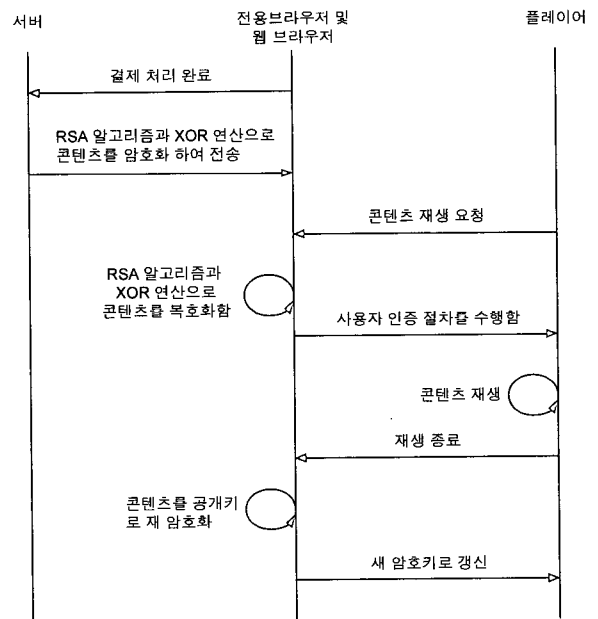 서버
전용브라우저 및
웹 브라우저
플레이어
결제 처리 완료
RSA 알고리즘과 XOR 연산으로
콘텐츠를 암호화 하여 전송
콘텐츠 재생 요청
RSA 알고리즘과
XOR 연산으로
콘텐츠를 복호화함
사용자 인증 절차를 수행함
콘텐츠 재생
재생 종료
콘텐츠를 공개키
로 재 암호화
새 암호키로 갱신